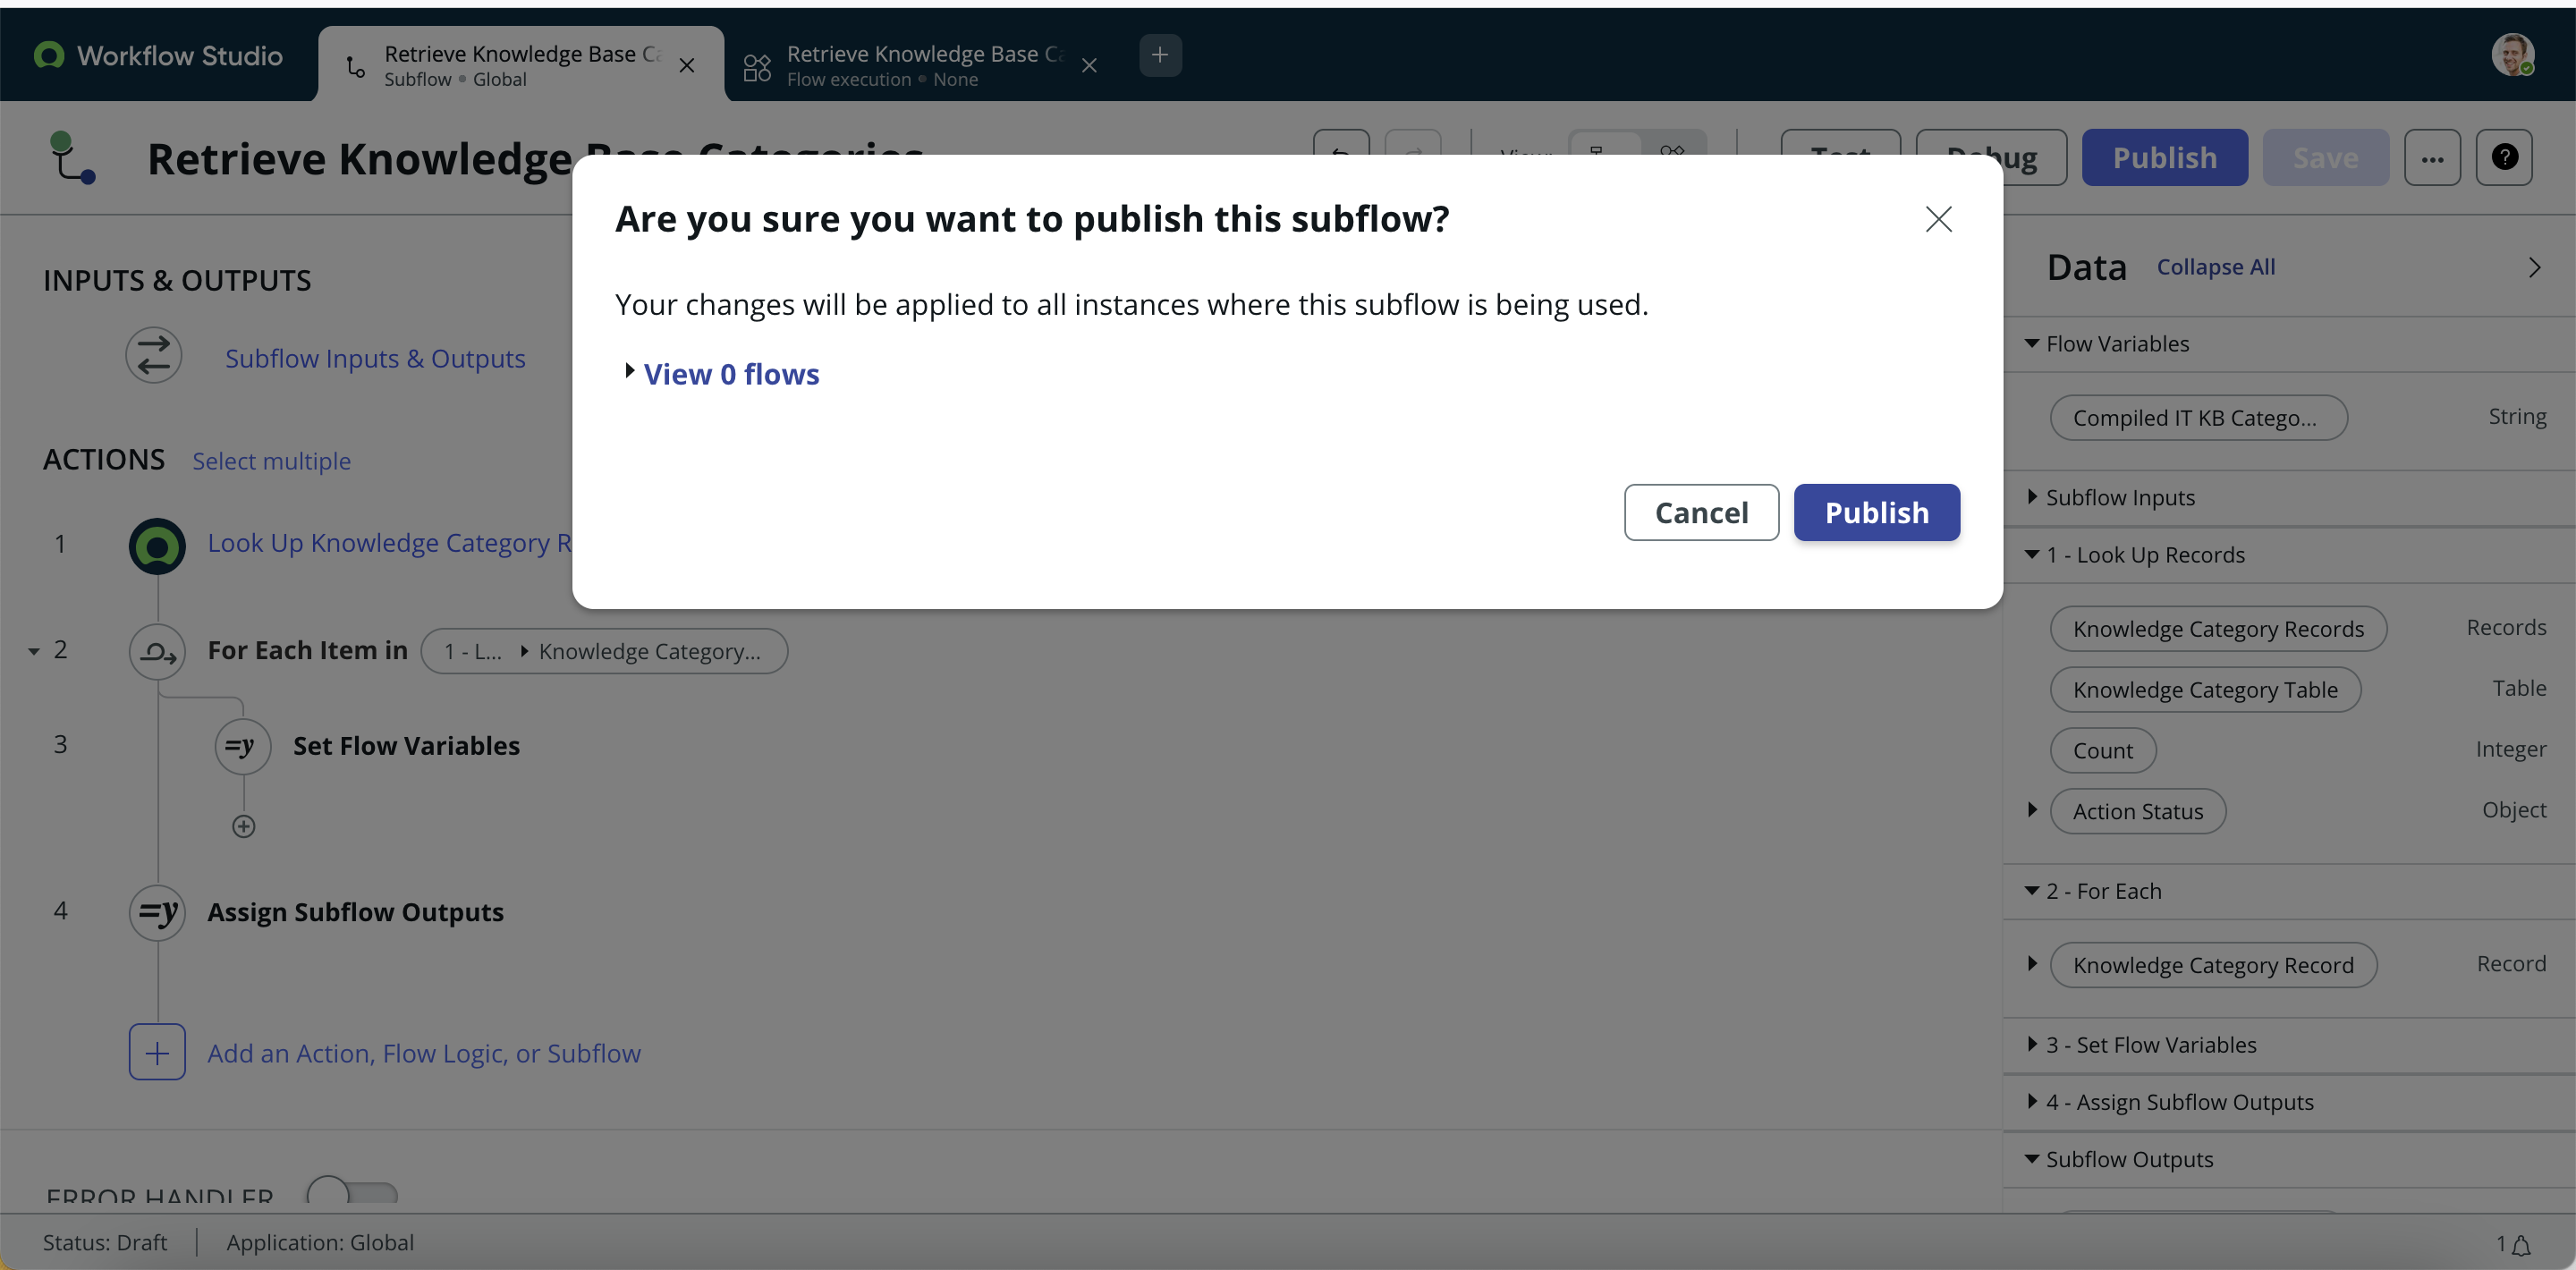 Workflow Studio
Retrieve Knowledge Base Ca
Subflow • Global
Retrieve Knowledge Base Ca
Flow execution • None
Retrieve Knowledge Base Categories
View:
Test
Debug
Publish
Save
Are you sure you want to publish this subflow?
Your changes will be applied to all instances where this subflow is being used.
View 0 flows
Cancel
Publish
INPUTS & OUTPUTS
Subflow Inputs & Outputs
ACTIONS Select multiple
1 Look Up Knowledge Category R
2 For Each Item in 1 - L... Knowledge Category...
3 =y Set Flow Variables
4 =y Assign Subflow Outputs
Add an Action, Flow Logic, or Subflow
ERROR HANDLER
Data Collapse All
Flow Variables
Compiled IT KB Catego... String
Subflow Inputs
1 - Look Up Records
Knowledge Category Records Records
Knowledge Category Table Table
Count Integer
Action Status Object
2 - For Each
Knowledge Category Record Record
3 - Set Flow Variables
4 - Assign Subflow Outputs
Subflow Outputs
Status: Draft Application: Global
1